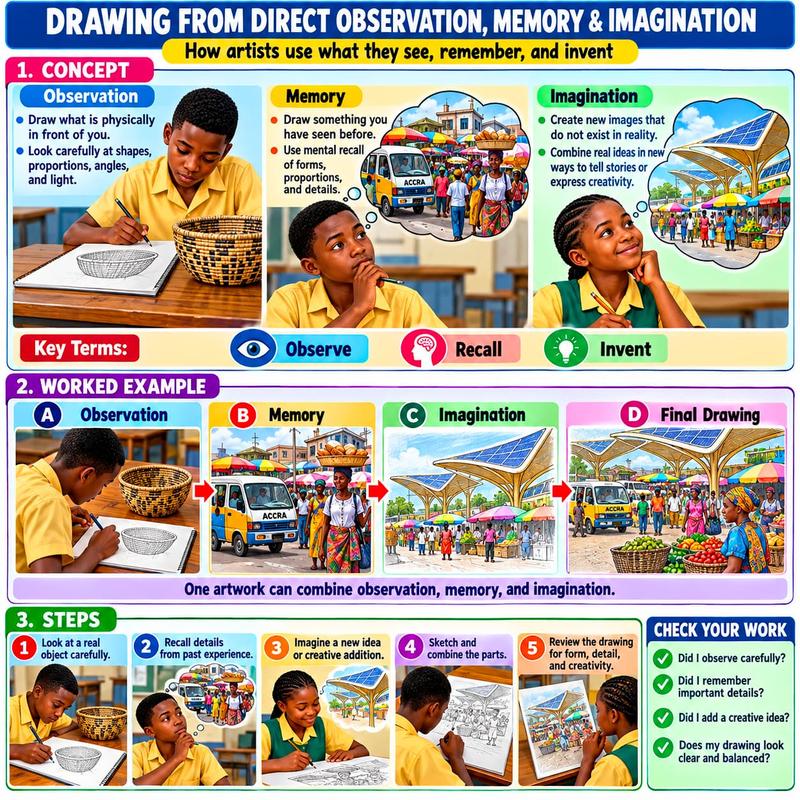 DRAWING FROM DIRECT OBSERVATION, MEMORY & IMAGINATION
How artists use what they see, remember, and invent
1. CONCEPT
Observation
• Draw what is physically
in front of you.
• Look carefully at shapes,
proportions, angles,
and light.
Memory
• Draw something you
have seen before.
• Use mental recall
of forms,
proportions,
and details.
ACCRA
Imagination
• Create new images that
do not exist in reality.
• Combine real ideas in new
ways to tell stories or
express creativity.
Key Terms:
Observe
Recall
Invent
2. WORKED EXAMPLE
A Observation
B Memory
ACCRA
C Imagination
D Final Drawing
ACCRA
One artwork can combine observation, memory, and imagination.
3. STEPS
1 Look at a real
object carefully.
2 Recall details
from past experience.
3 Imagine a new idea
or creative addition.
4 Sketch and
combine the parts.
5 Review the drawing
for form, detail,
and creativity.
CHECK YOUR WORK
Did I observe carefully?
Did I remember
important details?
Did I add a creative idea?
Does my drawing look
clear and balanced?